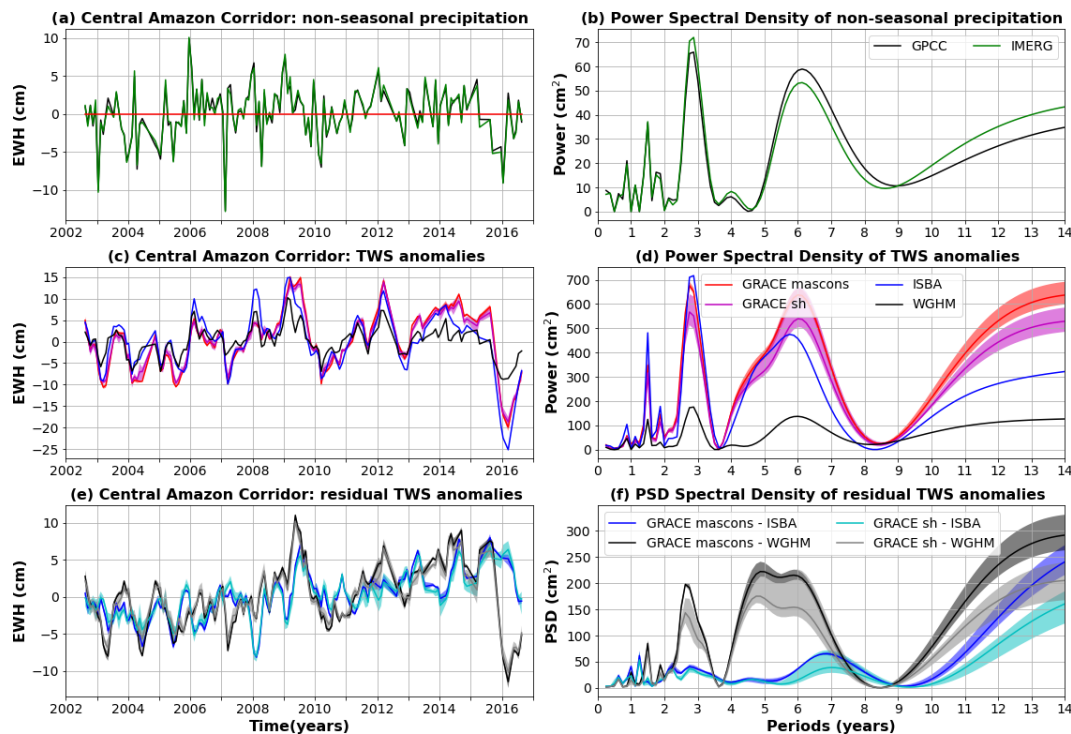 (a) Central Amazon Corridor: non-seasonal precipitation
EWH (cm)
10
5
0
−5
−10
2002 2004 2006 2008 2010 2012 2014 2016
(b) Power Spectral Density of non-seasonal precipitation
GPCC IMERG
Power (cm²)
70
60
50
40
30
20
10
0
0 1 2 3 4 5 6 7 8 9 10 11 12 13 14
(c) Central Amazon Corridor: TWS anomalies
EWH (cm)
15
10
5
0
−5
−10
−15
−20
−25
2002 2004 2006 2008 2010 2012 2014 2016
(d) Power Spectral Density of TWS anomalies
GRACE mascons ISBA
GRACE sh WGHM
Power (cm²)
700
600
500
400
300
200
100
0
0 1 2 3 4 5 6 7 8 9 10 11 12 13 14
(e) Central Amazon Corridor: residual TWS anomalies
EWH (cm)
10
5
0
−5
−10
2002 2004 2006 2008 2010 2012 2014 2016
Time(years)
(f) PSD Spectral Density of residual TWS anomalies
GRACE mascons - ISBA GRACE sh - ISBA
GRACE mascons - WGHM GRACE sh - WGHM
PSD (cm²)
300
250
200
150
100
50
0
0 1 2 3 4 5 6 7 8 9 10 11 12 13 14
Periods (years)